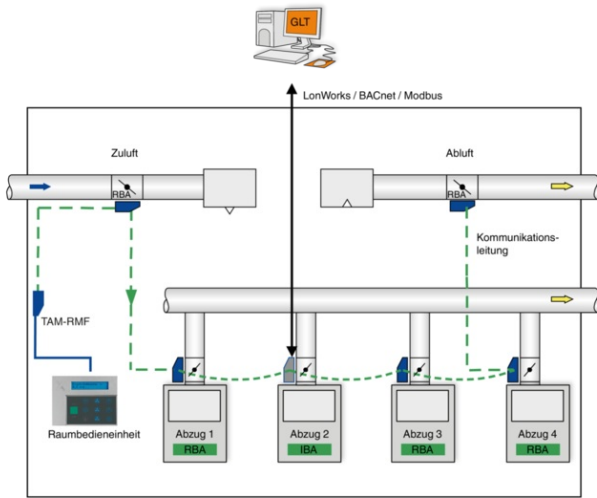 GLT
LonWorks / BACnet / Modbus
Zuluft
Abluft
RBA
RBA
Kommunikations-
leitung
TAM-RMF
Raumbedieneinheit
Abzug 1
RBA
Abzug 2
IBA
Abzug 3
RBA
Abzug 4
RBA